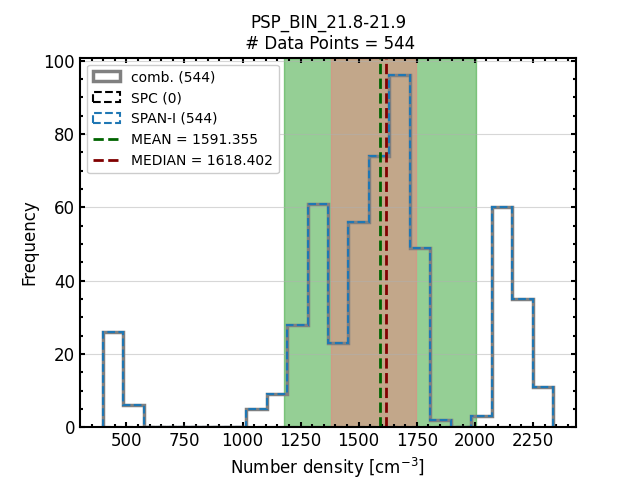 PSP_BIN_21.8-21.9
# Data Points = 544
comb. (544)
SPC (0)
SPAN-I (544)
MEAN = 1591.355
MEDIAN = 1618.402
100
80
60
40
20
0
Frequency
500
750
1000
1250
1500
1750
2000
2250
Number density [cm⁻³]